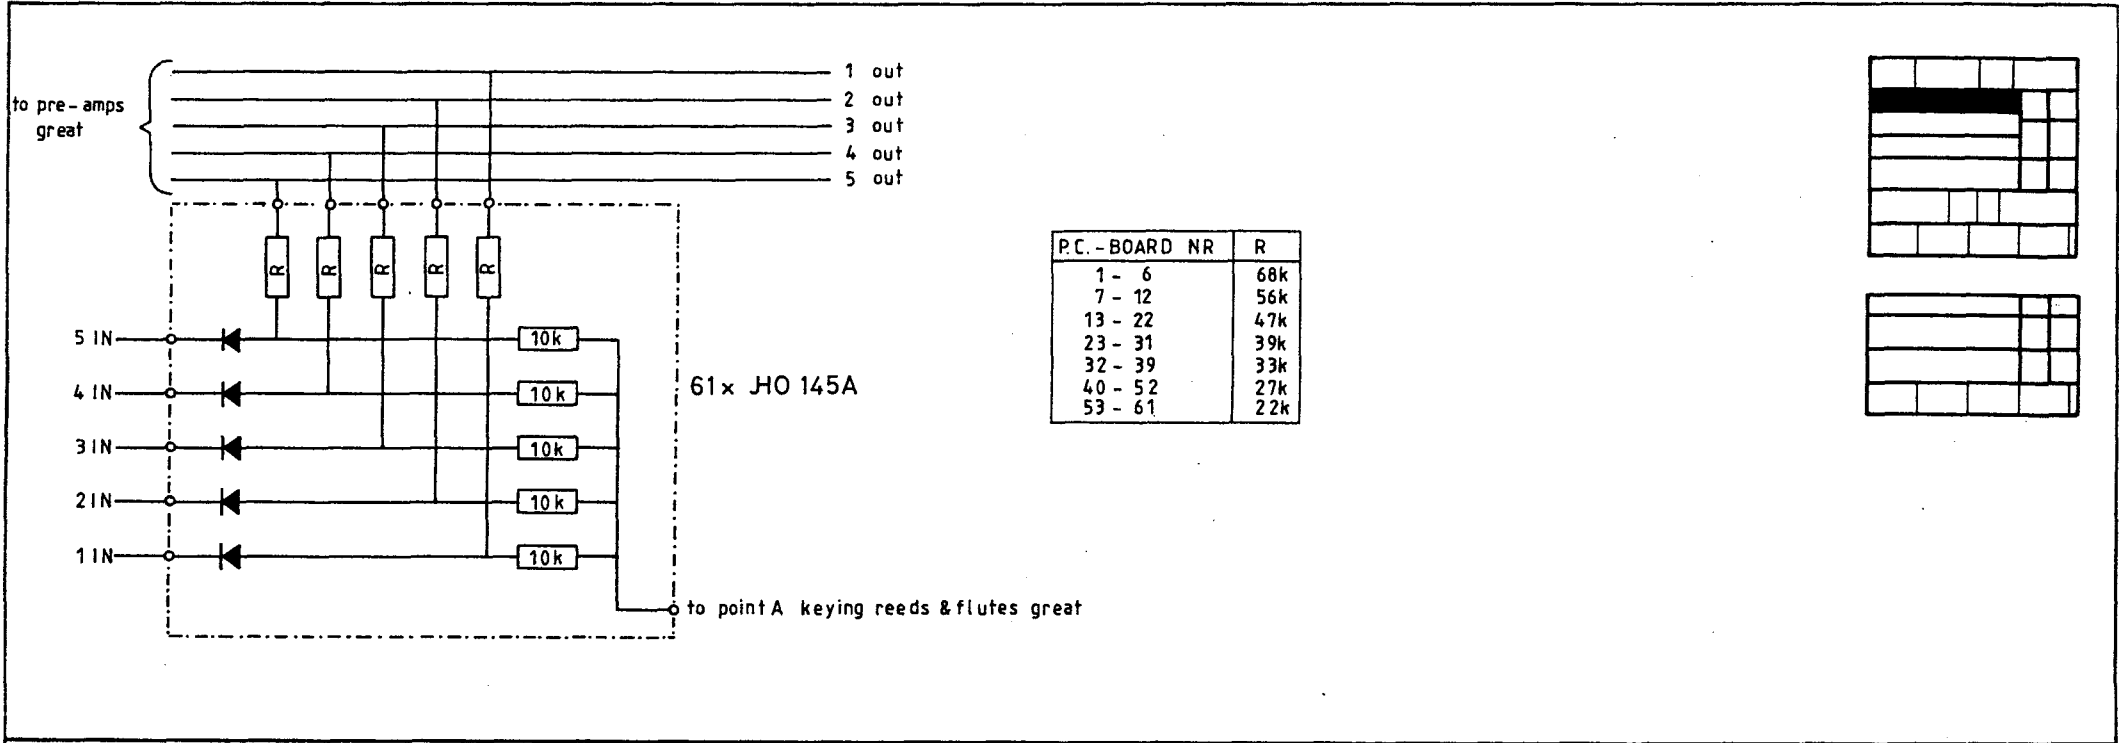 1 out
to pre-amps
great
2 out
3 out
4 out
5 out
R R R R R
P.C.-BOARD NR R
1 - 6 68k
7 - 12 56k
13 - 22 47k
23 - 31 39k
32 - 39 33k
40 - 52 27k
53 - 61 22k
5 IN 10k
4 IN 10k
61x JHO 145A
3 IN 10k
2 IN 10k
1 IN 10k
to point A keying reeds & flutes great